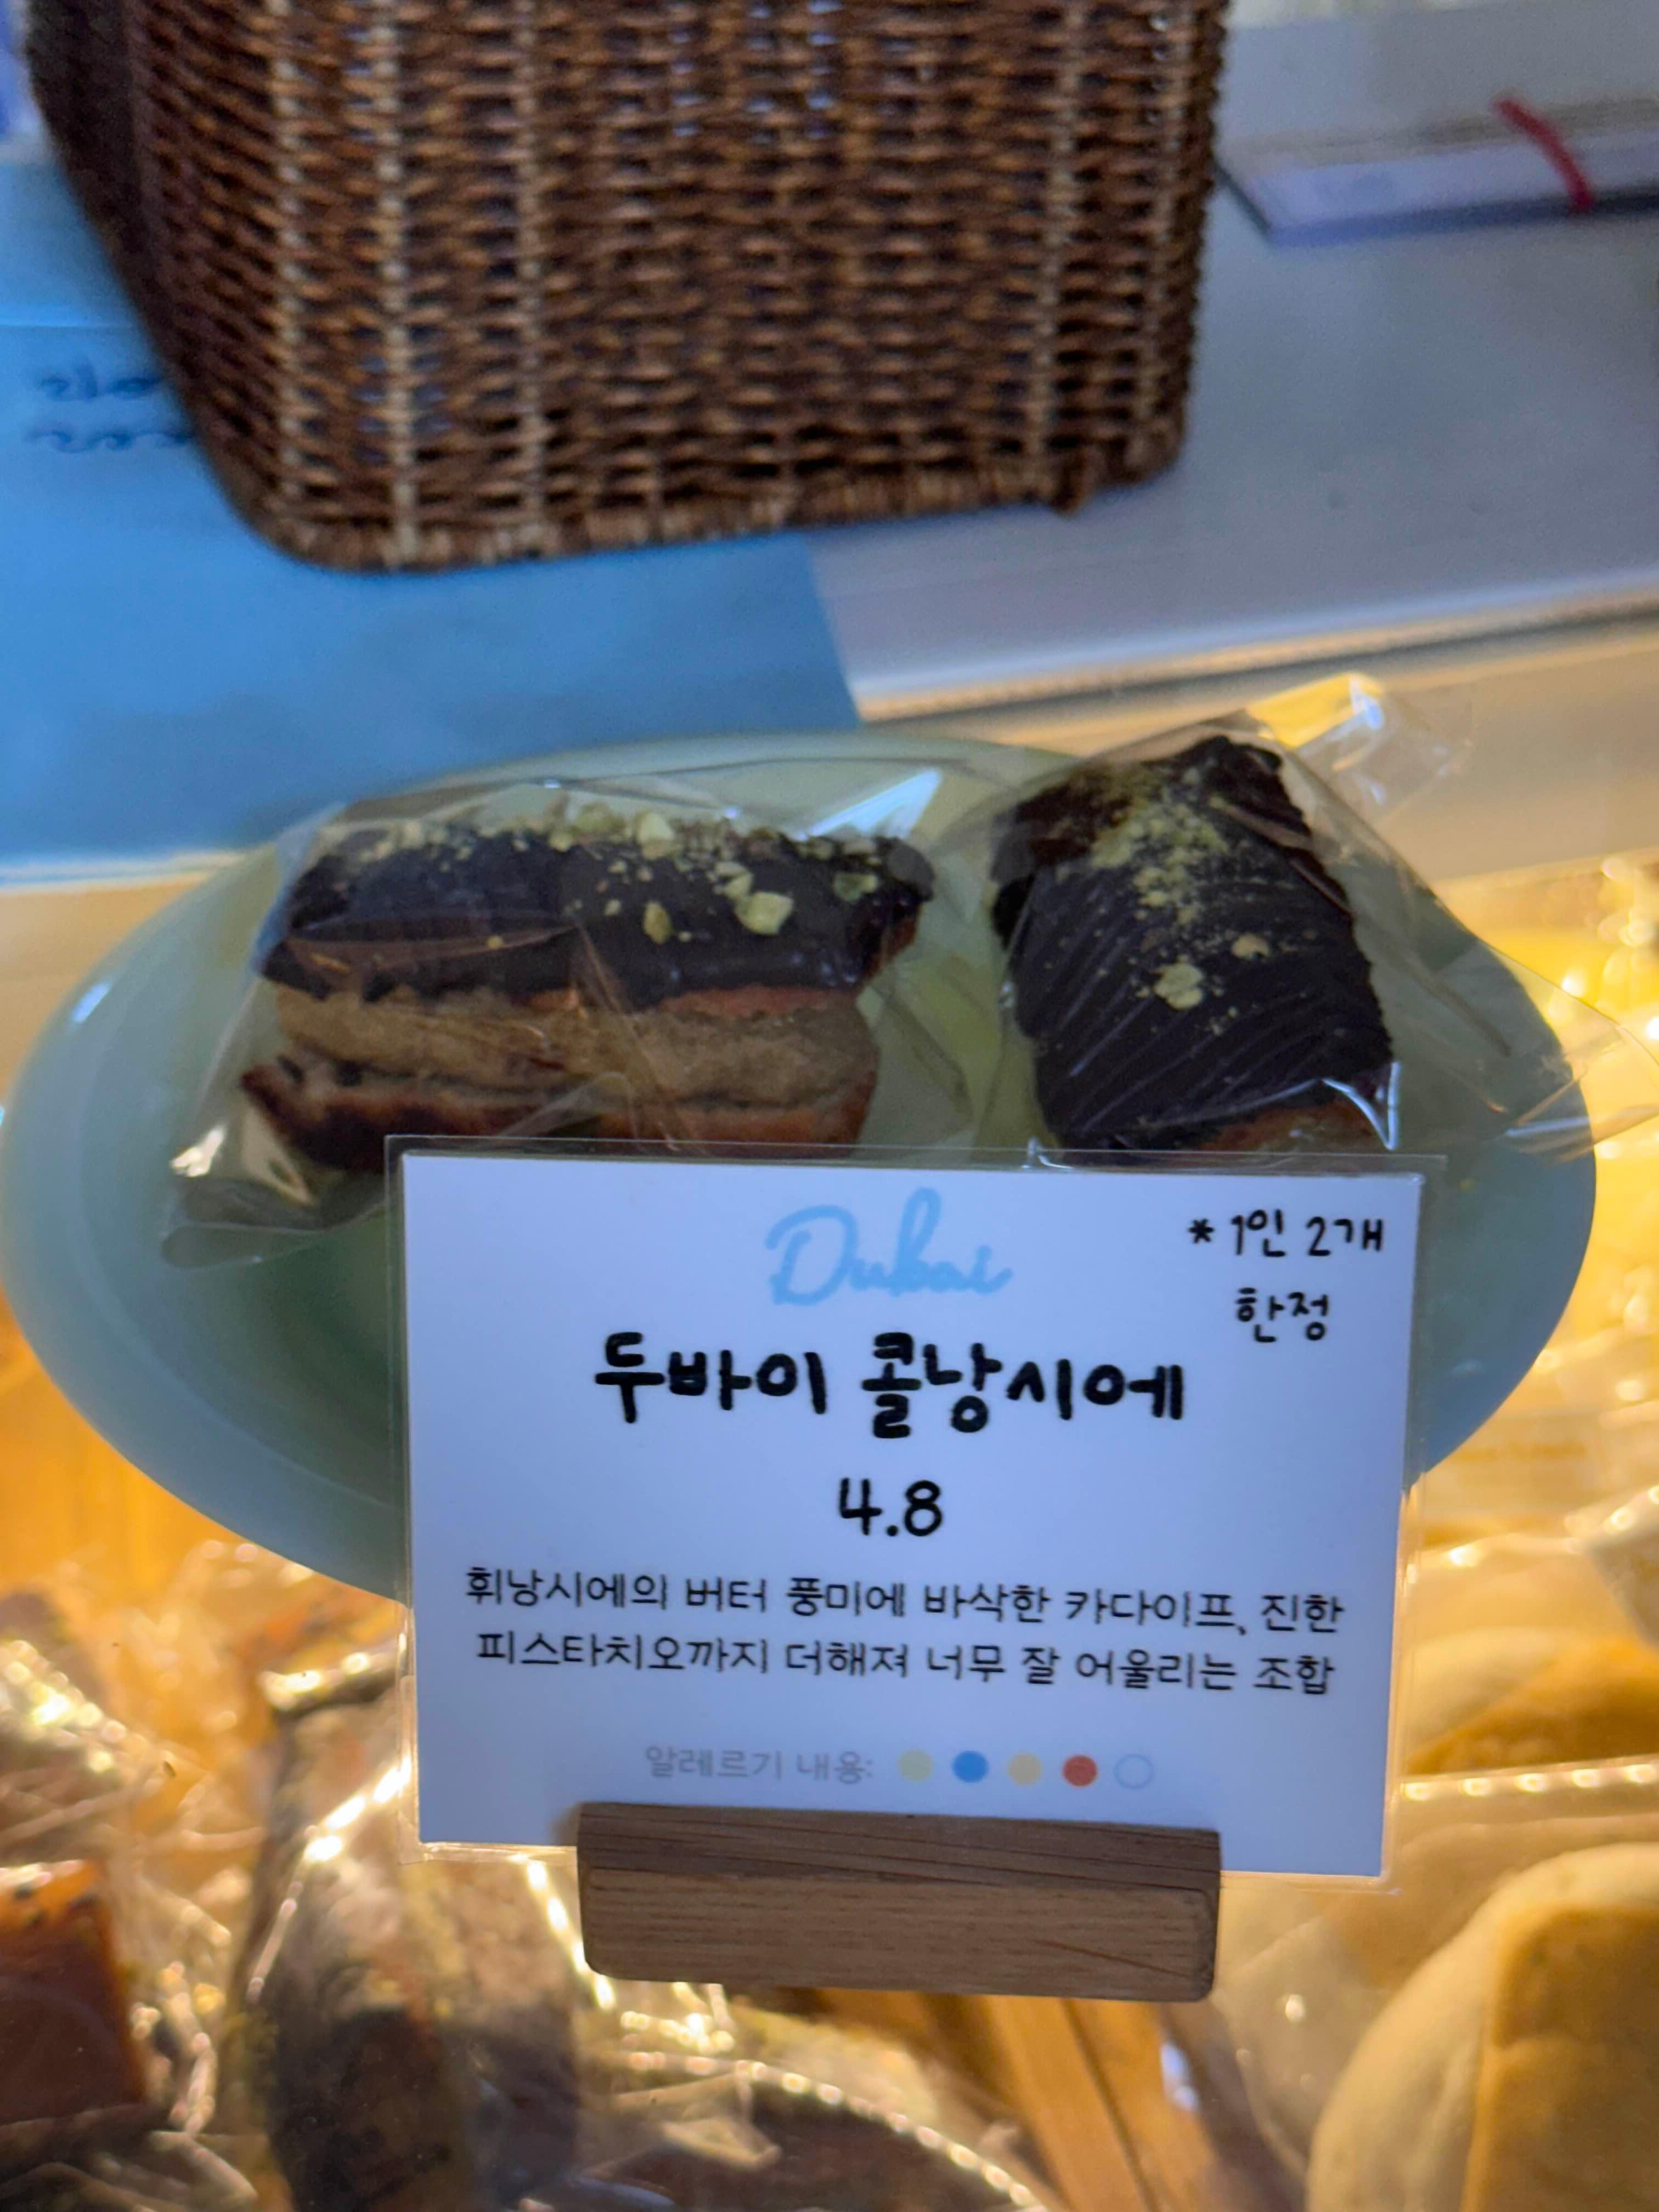 Dubai
* 1인 2개
한정
두바이 콜낭시에
4.8
휘낭시에의 버터 풍미에 바삭한 카다이프, 진한
피스타치오까지 더해져 너무 잘 어울리는 조합
알레르기 내용: